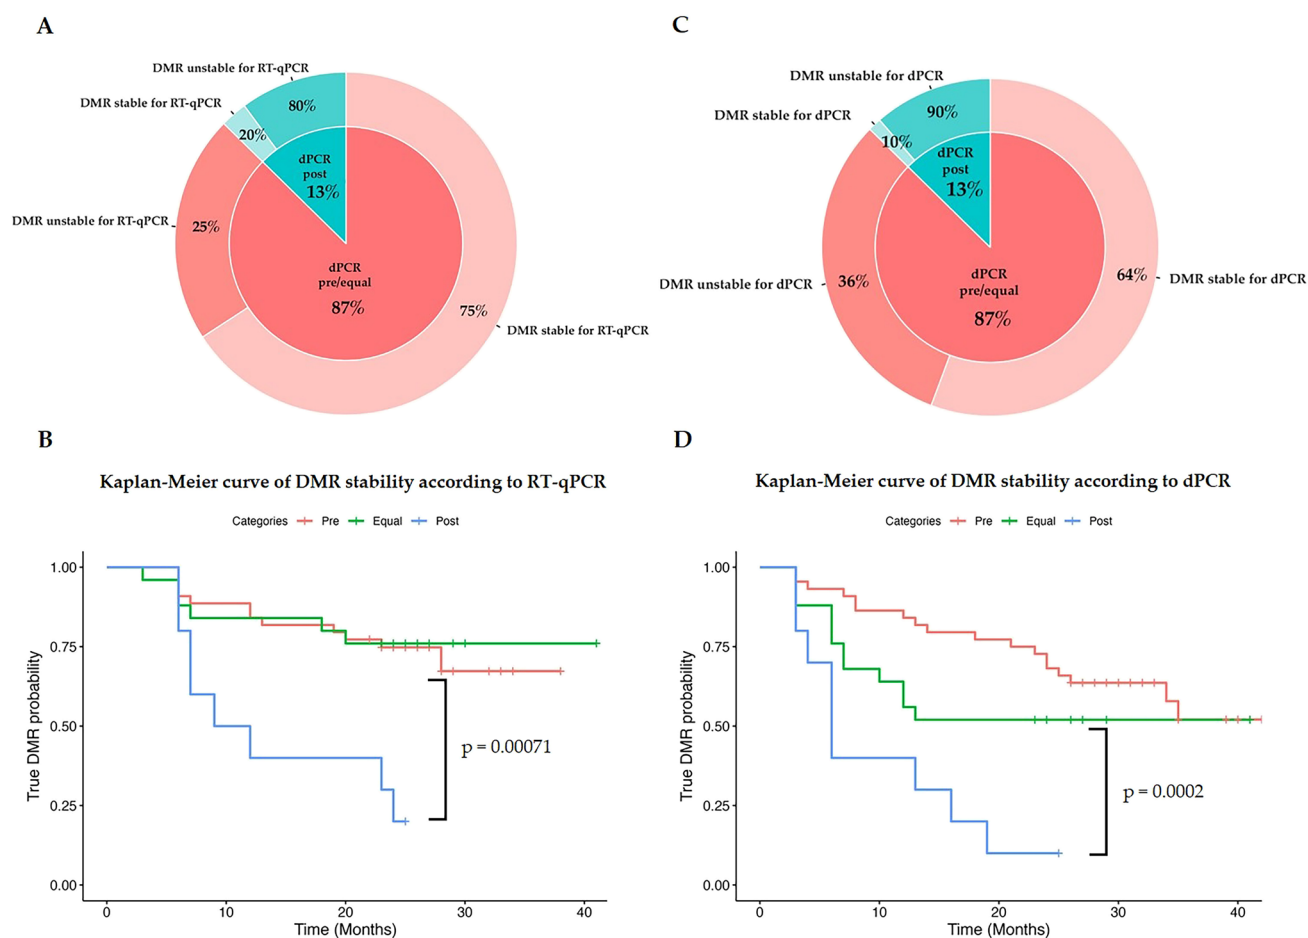 A
DMR unstable for RT-qPCR
DMR stable for RT-qPCR
80%
20%
dPCR
post
13%
DMR unstable for RT-qPCR
25%
dPCR
pre/equal
87%
75%
DMR stable for RT-qPCR
C
DMR unstable for dPCR
DMR stable for dPCR
90%
10%
dPCR
post
13%
DMR unstable for dPCR
36%
dPCR
pre/equal
87%
64%
DMR stable for dPCR
B
Kaplan-Meier curve of DMR stability according to RT-qPCR
Categories Pre Equal Post
True DMR probability
1.00
0.75
0.50
0.25
0.00
p = 0.00071
0 10 20 30 40
Time (Months)
D
Kaplan-Meier curve of DMR stability according to dPCR
Categories Pre Equal Post
True DMR probability
1.00
0.75
0.50
0.25
0.00
p = 0.0002
0 10 20 30 40
Time (Months)